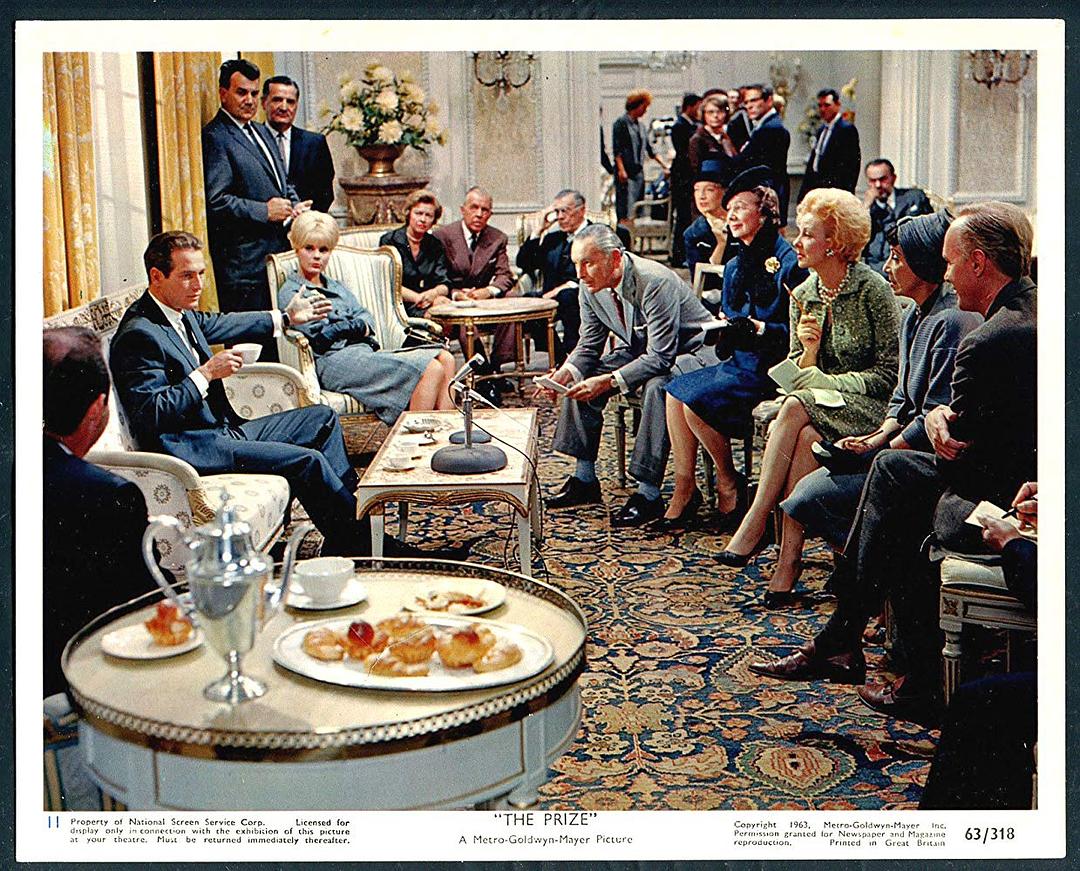 11 Property of National Screen Service Corp. Licensed for
display only in connection with the exhibition of this picture
at your theatre. Must be returned immediately thereafter.
"THE PRIZE"
A Metro-Goldwyn-Mayer Picture
Copyright 1963, Metro-Goldwyn-Mayer Inc.
Permission granted for Newspaper and Magazine
reproduction. Printed in Great Britain
63/318